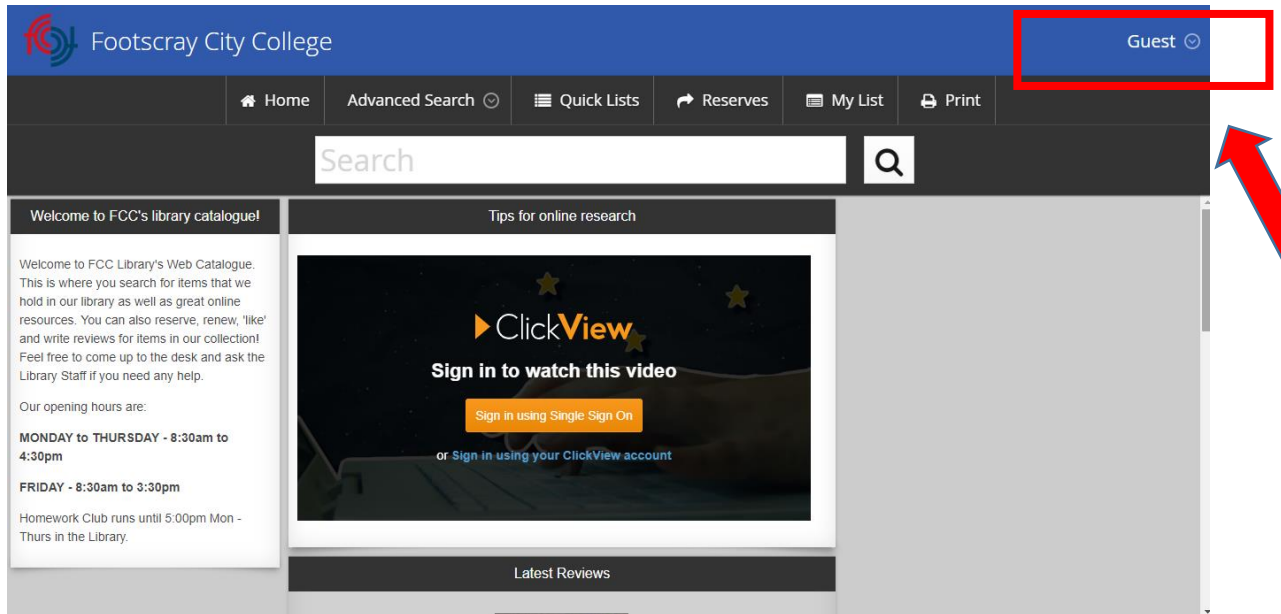 Footscray City College
Guest
Home
Advanced Search
Quick Lists
Reserves
My List
Print
Search
Welcome to FCC's library catalogue!
Welcome to FCC Library's Web Catalogue.
This is where you search for items that we
hold in our library as well as great online
resources. You can also reserve, renew, 'like'
and write reviews for items in our collection!
Feel free to come up to the desk and ask the
Library Staff if you need any help.
Our opening hours are:
MONDAY to THURSDAY - 8:30am to
4:30pm
FRIDAY - 8:30am to 3:30pm
Homework Club runs until 5:00pm Mon -
Thurs in the Library.
Tips for online research
ClickView
Sign in to watch this video
Sign in using Single Sign On
or Sign in using your ClickView account
Latest Reviews